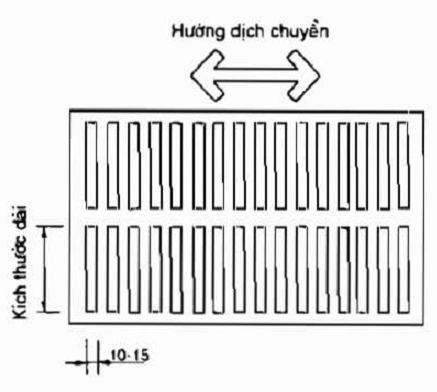 Hướng dịch chuyển
Kích thước dài
10-15